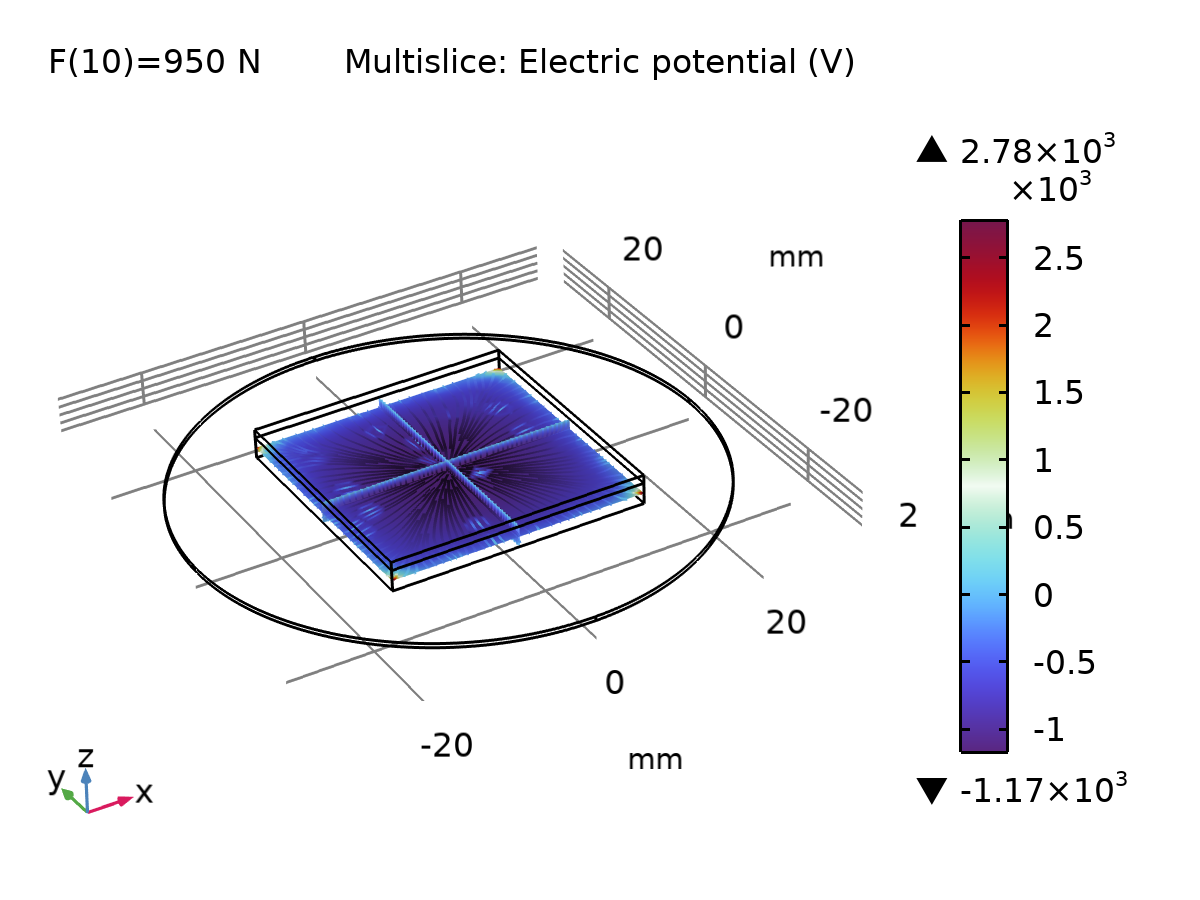 F(10)=950 N
Multislice: Electric potential (V)
▲ 2.78×10³
×10³
2.5
2
1.5
1
0.5
0
-0.5
-1
▼ -1.17×10³
20
mm
0
-20
2
20
0
-20
mm
z
y
x